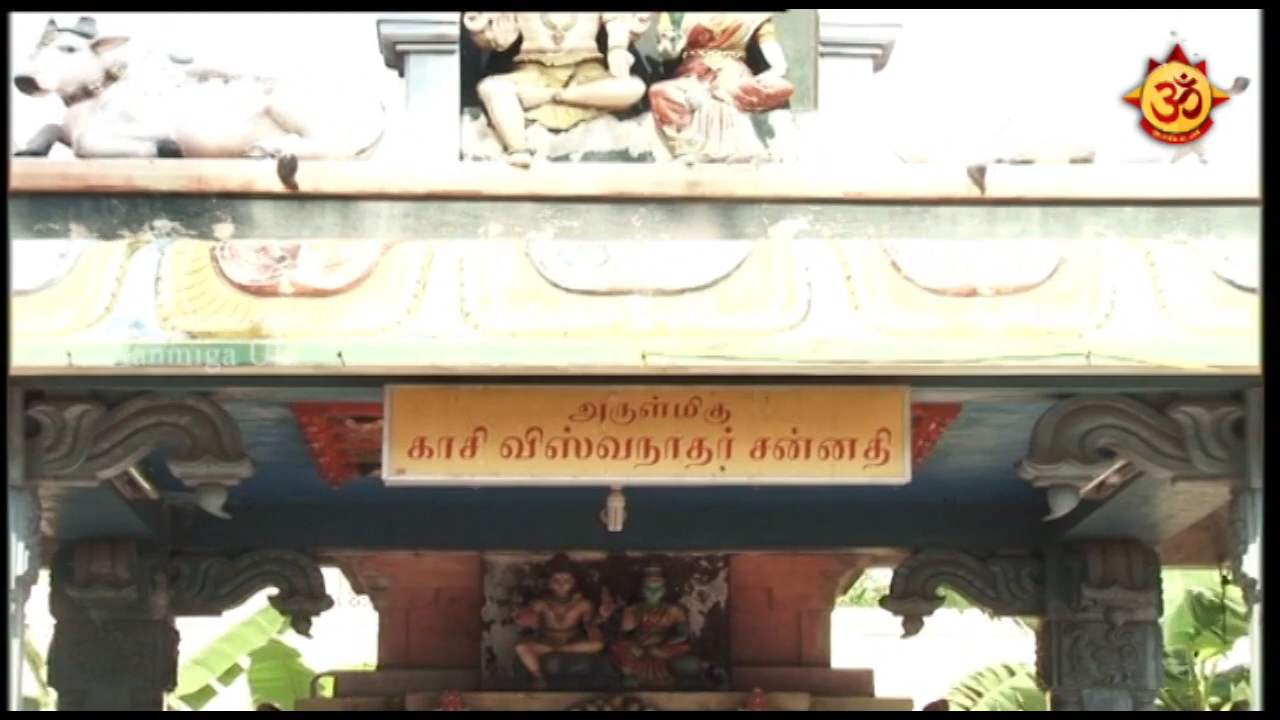 அருள்மிகு
காசி விஸ்வநாதர் சன்னதி
ॐ